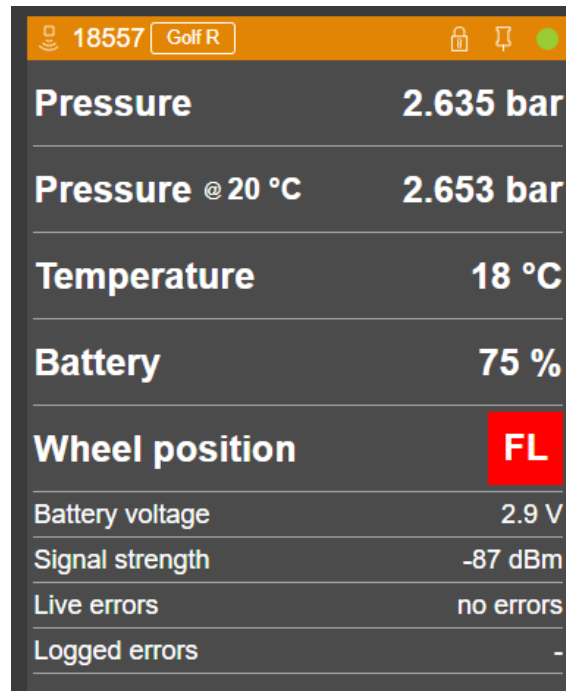 18557 Golf R
Pressure 2.635 bar
Pressure @ 20 °C 2.653 bar
Temperature 18 °C
Battery 75 %
Wheel position FL
Battery voltage 2.9 V
Signal strength -87 dBm
Live errors no errors
Logged errors -